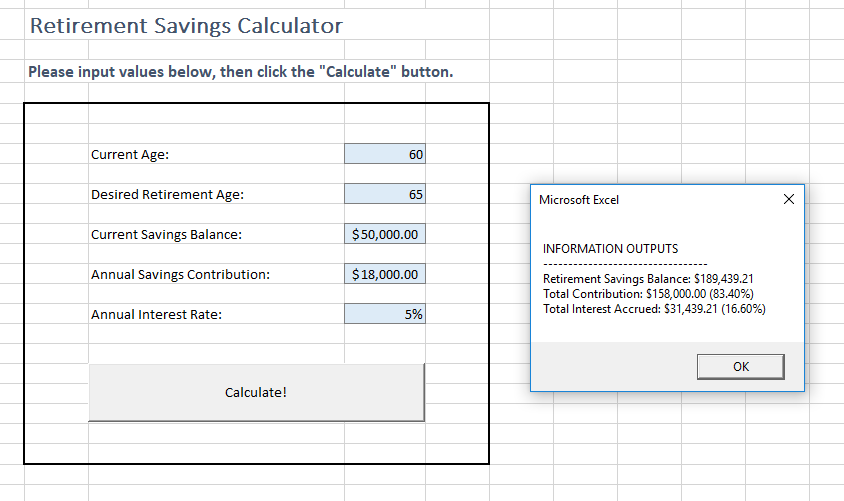 Retirement Savings Calculator
Please input values below, then click the "Calculate" button.
Current Age: 60
Desired Retirement Age: 65
Current Savings Balance: $50,000.00
Annual Savings Contribution: $18,000.00
Annual Interest Rate: 5%
Calculate!
Microsoft Excel
INFORMATION OUTPUTS
---------------------------------
Retirement Savings Balance: $189,439.21
Total Contribution: $158,000.00 (83.40%)
Total Interest Accrued: $31,439.21 (16.60%)
OK